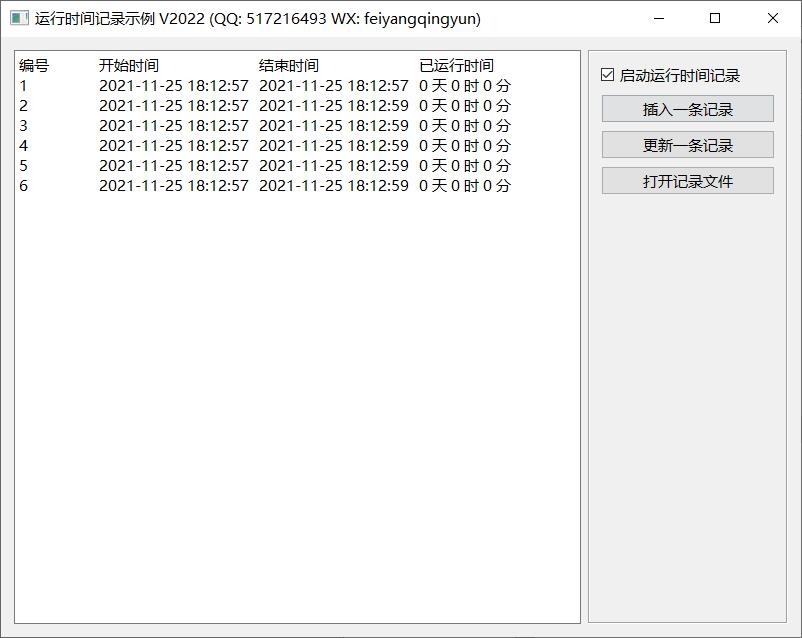 运行时间记录示例 V2022 (QQ: 517216493 WX: feiyangqingyun)
编号 开始时间 结束时间 已运行时间
1 2021-11-25 18:12:57 2021-11-25 18:12:57 0 天 0 时 0 分
2 2021-11-25 18:12:57 2021-11-25 18:12:59 0 天 0 时 0 分
3 2021-11-25 18:12:57 2021-11-25 18:12:59 0 天 0 时 0 分
4 2021-11-25 18:12:57 2021-11-25 18:12:59 0 天 0 时 0 分
5 2021-11-25 18:12:57 2021-11-25 18:12:59 0 天 0 时 0 分
6 2021-11-25 18:12:57 2021-11-25 18:12:59 0 天 0 时 0 分
启动运行时间记录
插入一条记录
更新一条记录
打开记录文件